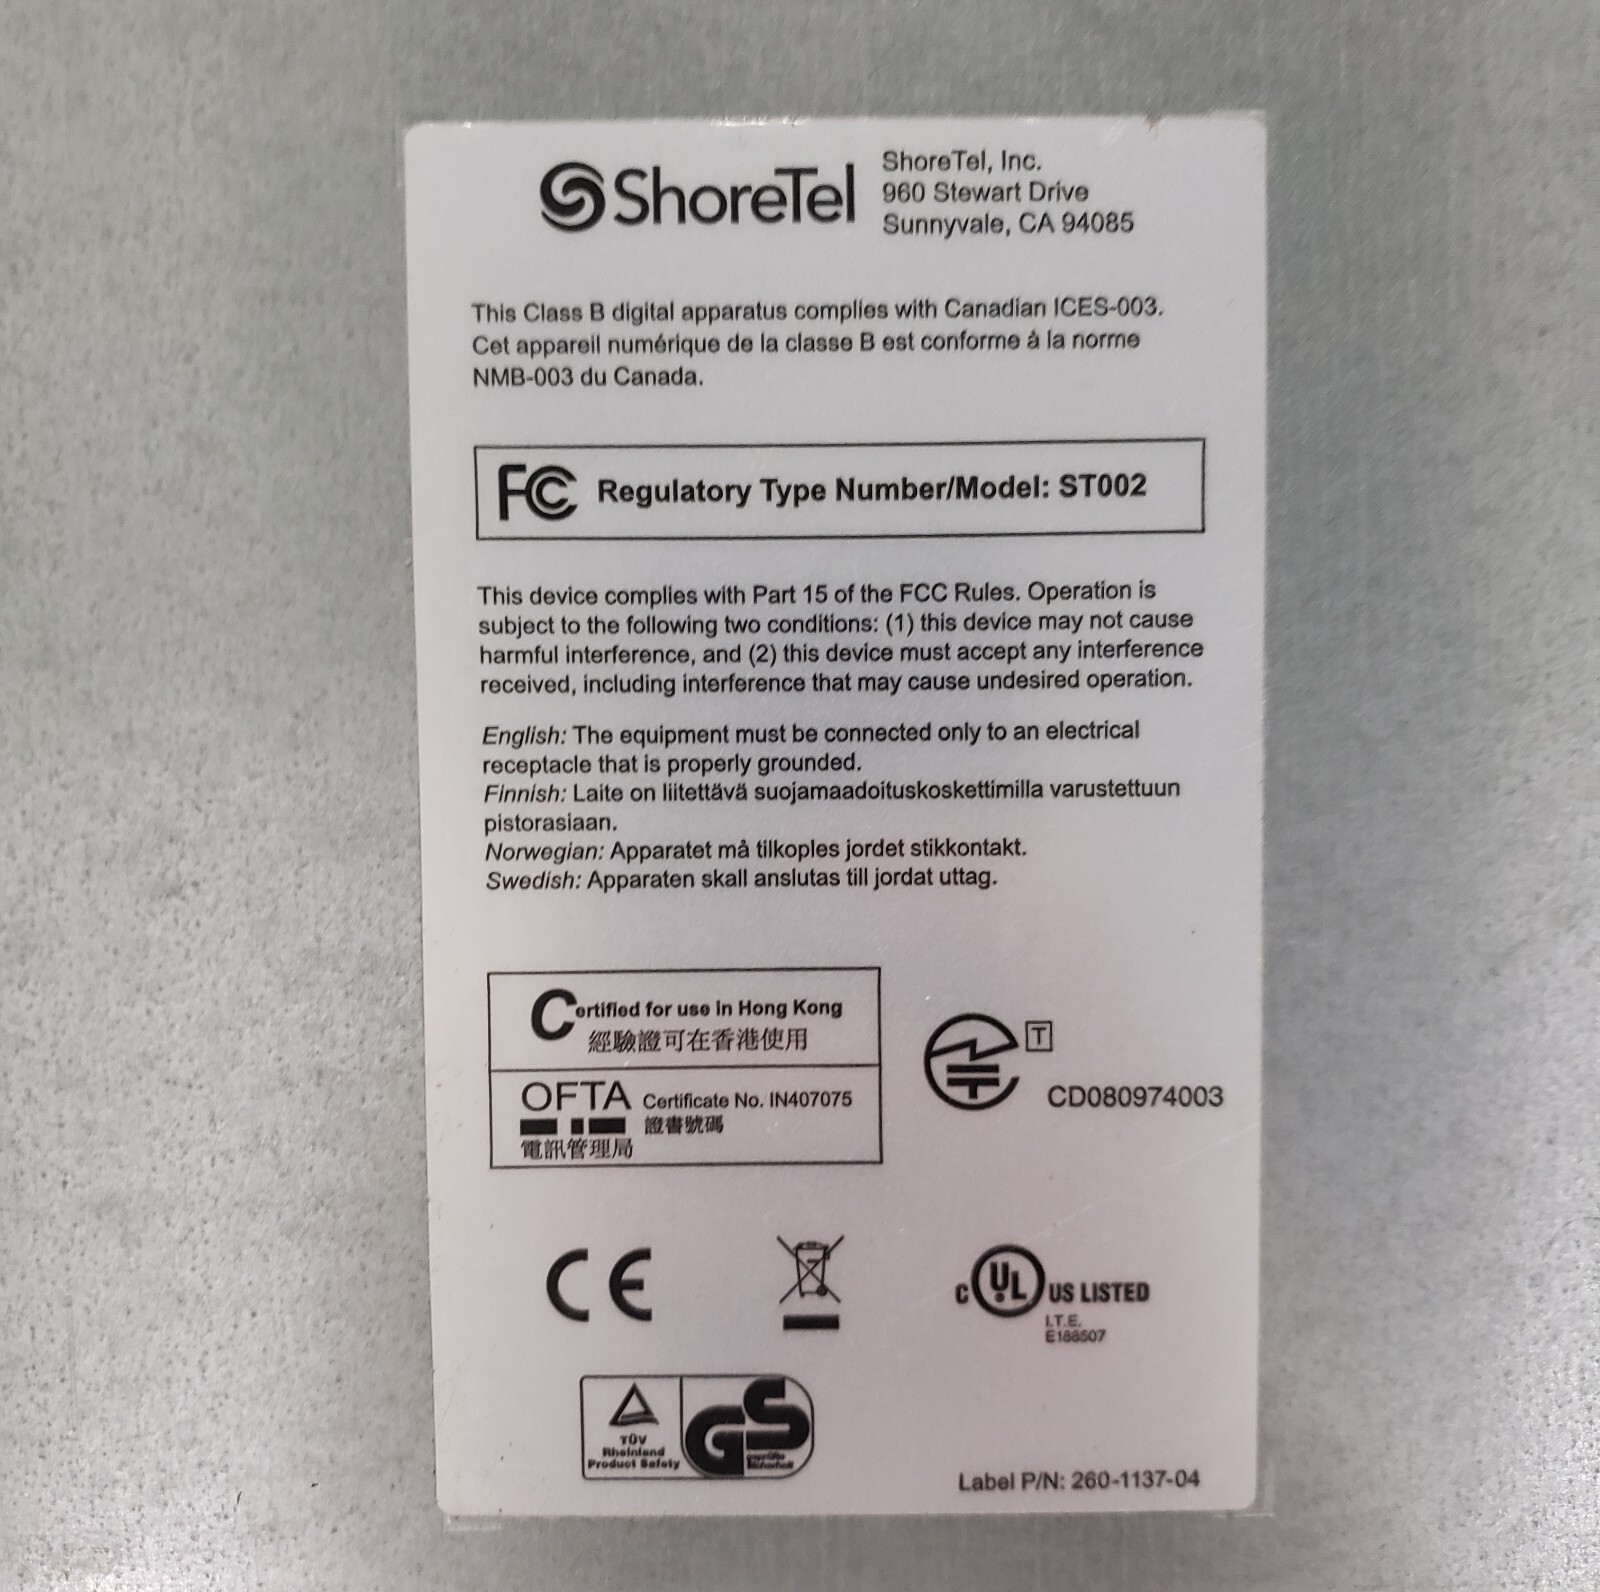 ShoreTel
ShoreTel, Inc.
960 Stewart Drive
Sunnyvale, CA 94085
This Class B digital apparatus complies with Canadian ICES-003.
Cet appareil numérique de la classe B est conforme à la norme
NMB-003 du Canada.
FC Regulatory Type Number/Model: ST002
This device complies with Part 15 of the FCC Rules. Operation is
subject to the following two conditions: (1) this device may not cause
harmful interference, and (2) this device must accept any interference
received, including interference that may cause undesired operation.
English: The equipment must be connected only to an electrical
receptacle that is properly grounded.
Finnish: Laite on liitettävä suojamaadoituskoskettimilla varustettuun
pistorasiaan.
Norwegian: Apparatet må tilkoples jordet stikkontakt.
Swedish: Apparaten skall anslutas till jordat uttag.
Certified for use in Hong Kong
經驗證可在香港使用
OFTA Certificate No. IN407075
證書號碼
電訊管理局
T
CD080974003
CE
c UL US LISTED
I.T.E.
E188507
TÜV
Rheinland
Product Safety
GS
geprüfte
Sicherheit
Label P/N: 260-1137-04